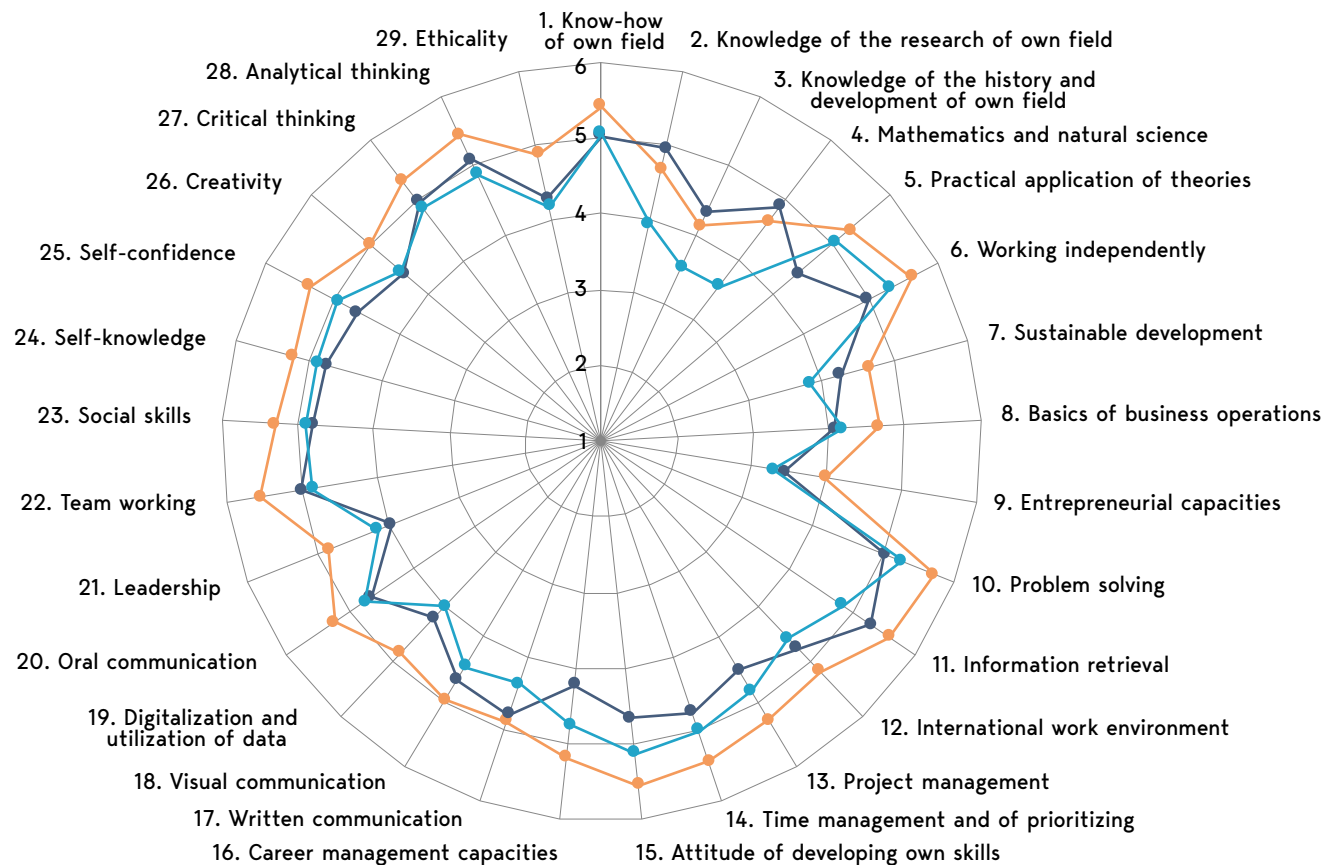 1. Know-how
of own field
2. Knowledge of the research of own field
3. Knowledge of the history and
development of own field
4. Mathematics and natural science
5. Practical application of theories
6. Working independently
7. Sustainable development
8. Basics of business operations
9. Entrepreneurial capacities
10. Problem solving
11. Information retrieval
12. International work environment
13. Project management
14. Time management and of prioritizing
15. Attitude of developing own skills
16. Career management capacities
17. Written communication
18. Visual communication
19. Digitalization and
utilization of data
20. Oral communication
21. Leadership
22. Team working
23. Social skills
24. Self-knowledge
25. Self-confidence
26. Creativity
27. Critical thinking
28. Analytical thinking
29. Ethicality
6
5
4
3
2
1